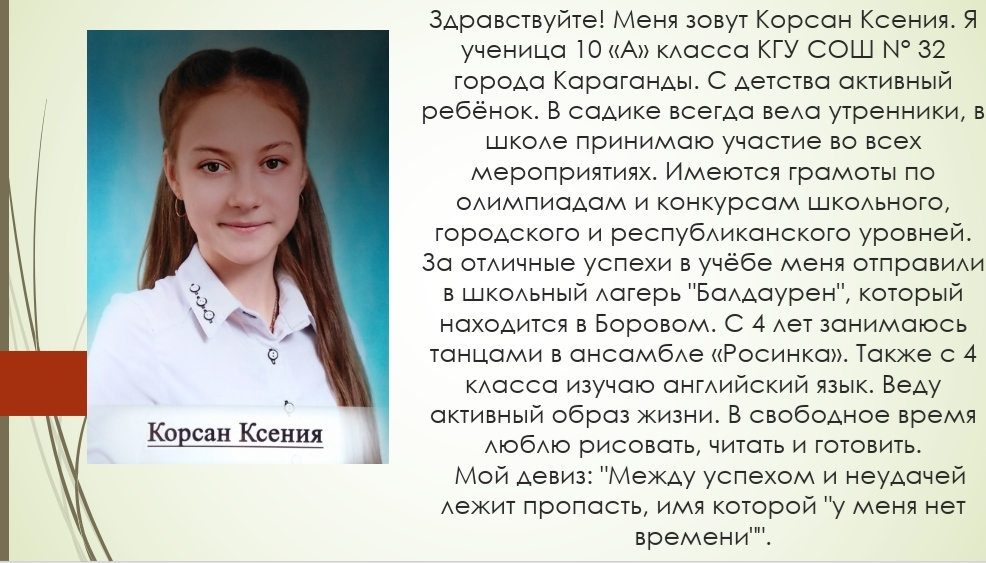 Здравствуйте! Меня зовут Корсан Ксения. Я
ученица 10 «А» класса КГУ СОШ № 32
города Караганды. С детства активный
ребёнок. В садике всегда вела утренники, в
школе принимаю участие во всех
мероприятиях. Имеются грамоты по
олимпиадам и конкурсам школьного,
городского и республиканского уровней.
За отличные успехи в учёбе меня отправили
в школьный лагерь "Балдаурен", который
находится в Боровом. С 4 лет занимаюсь
танцами в ансамбле «Росинка». Также с 4
класса изучаю английский язык. Веду
активный образ жизни. В свободное время
люблю рисовать, читать и готовить.
Мой девиз: "Между успехом и неудачей
лежит пропасть, имя которой "у меня нет
времени"".
Корсан Ксения